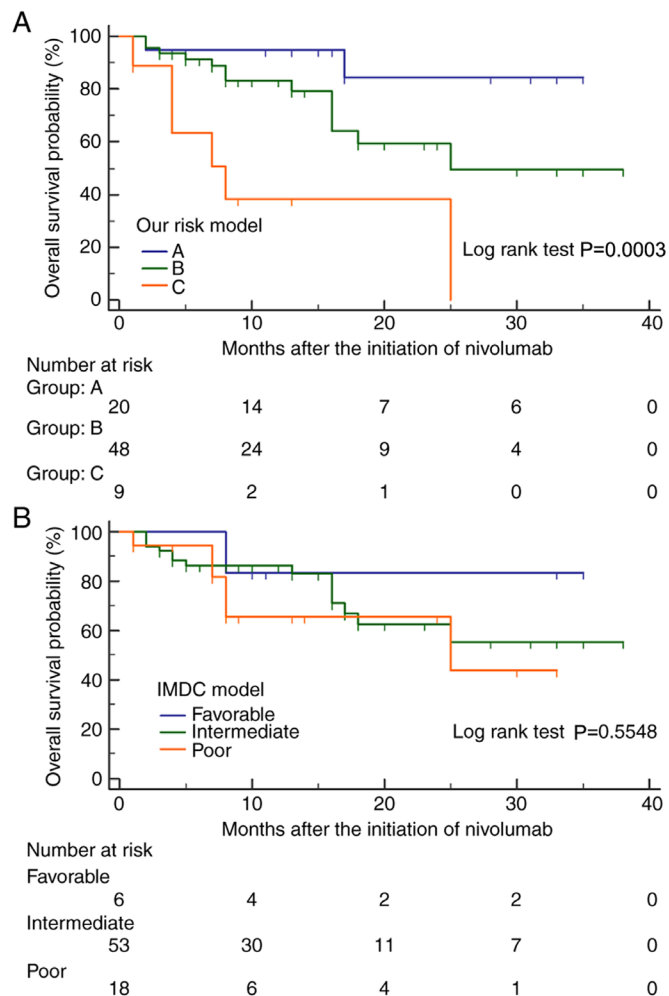 A
Overall survival probability (%)
100
80
60
40
20
0
Our risk model
A
B
C
Log rank test P=0.0003
0 10 20 30 40
Months after the initiation of nivolumab
Number at risk
Group: A
20 14 7 6 0
Group: B
48 24 9 4 0
Group: C
9 2 1 0 0
B
Overall survival probability (%)
100
80
60
40
20
0
IMDC model
Favorable
Intermediate
Poor
Log rank test P=0.5548
0 10 20 30 40
Months after the initiation of nivolumab
Number at risk
Favorable
6 4 2 2 0
Intermediate
53 30 11 7 0
Poor
18 6 4 1 0